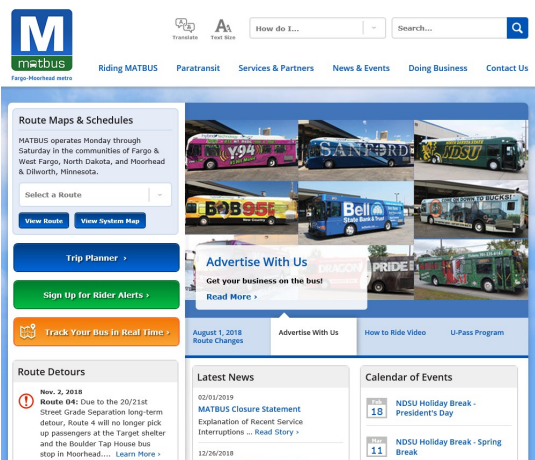 M
matbus
Fargo-Moorhead metro
Translate
Text Size
How do I...
Search...
Riding MATBUS
Paratransit
Services & Partners
News & Events
Doing Business
Contact Us
Route Maps & Schedules
MATBUS operates Monday through
Saturday in the communities of Fargo &
West Fargo, North Dakota, and Moorhead
& Dilworth, Minnesota.
Select a Route
View Route
View System Map
Trip Planner ›
Sign Up for Rider Alerts ›
Track Your Bus in Real Time ›
Y94
SANFORD
NDSU
BOB 95
Bell
State Bank & Trust
COME ON DOWN TO BUCKS!
DRAGON PRIDE
Advertise With Us
Get your business on the bus!
Read More ›
August 1, 2018
Route Changes
Advertise With Us
How to Ride Video
U-Pass Program
Route Detours
Nov. 2, 2018
Route 04: Due to the 20/21st
Street Grade Separation long-term
detour, Route 4 will no longer pick
up passengers at the Target shelter
and the Boulder Tap House bus
stop in Moorhead.... Learn More ›
Latest News
02/01/2019
MATBUS Closure Statement
Explanation of Recent Service
Interruptions ... Read Story ›
12/26/2018
Calendar of Events
Feb
18
NDSU Holiday Break -
President's Day
Mar
11
NDSU Holiday Break - Spring
Break